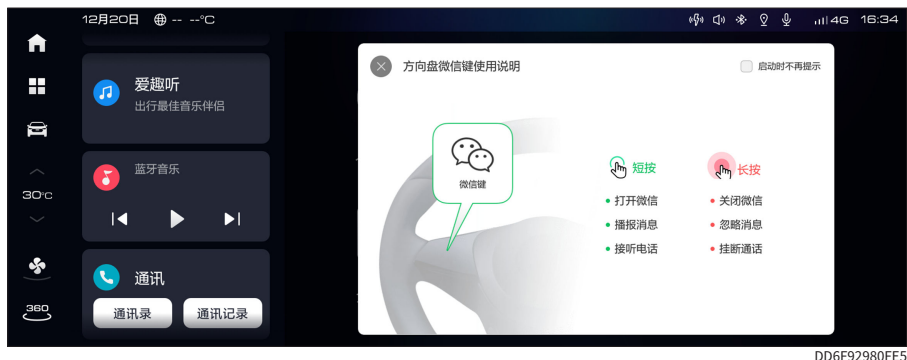 12月20日 -- --°C 4G 16:34
方向盘微信键使用说明 启动时不再提示
爱趣听
出行最佳音乐伴侣
蓝牙音乐
30°C
通讯
通讯录 通讯记录
360
微信键
短按 长按
打开微信 关闭微信
播报消息 忽略消息
接听电话 挂断通话
DD6F92980FF5